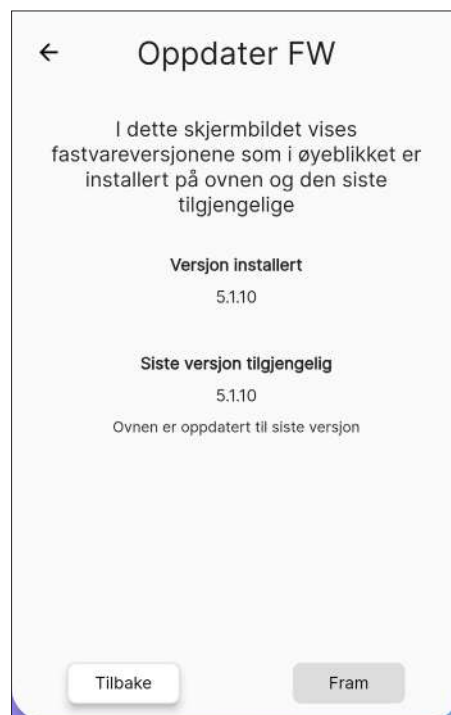 Oppdater FW
I dette skjermbildet vises
fastvareversjonene som i øyeblikket er
installert på ovnen og den siste
tilgjengelige
Versjon installert
5.1.10
Siste versjon tilgjengelig
5.1.10
Ovnen er oppdatert til siste versjon
Tilbake
Fram